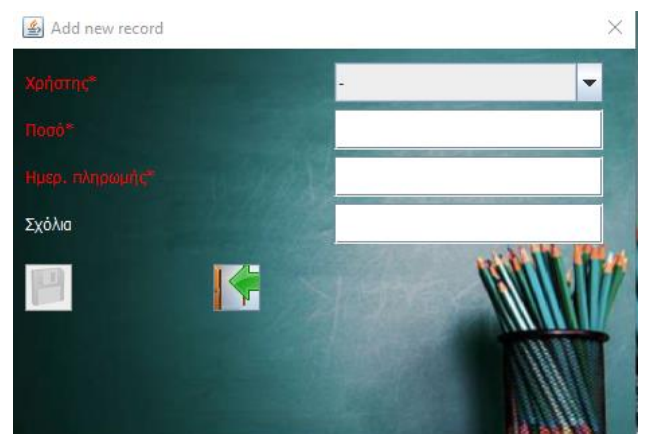 Add new record
Χρήστης*
-
Ποσό*
Ημερ. πληρωμής*
Σχόλια